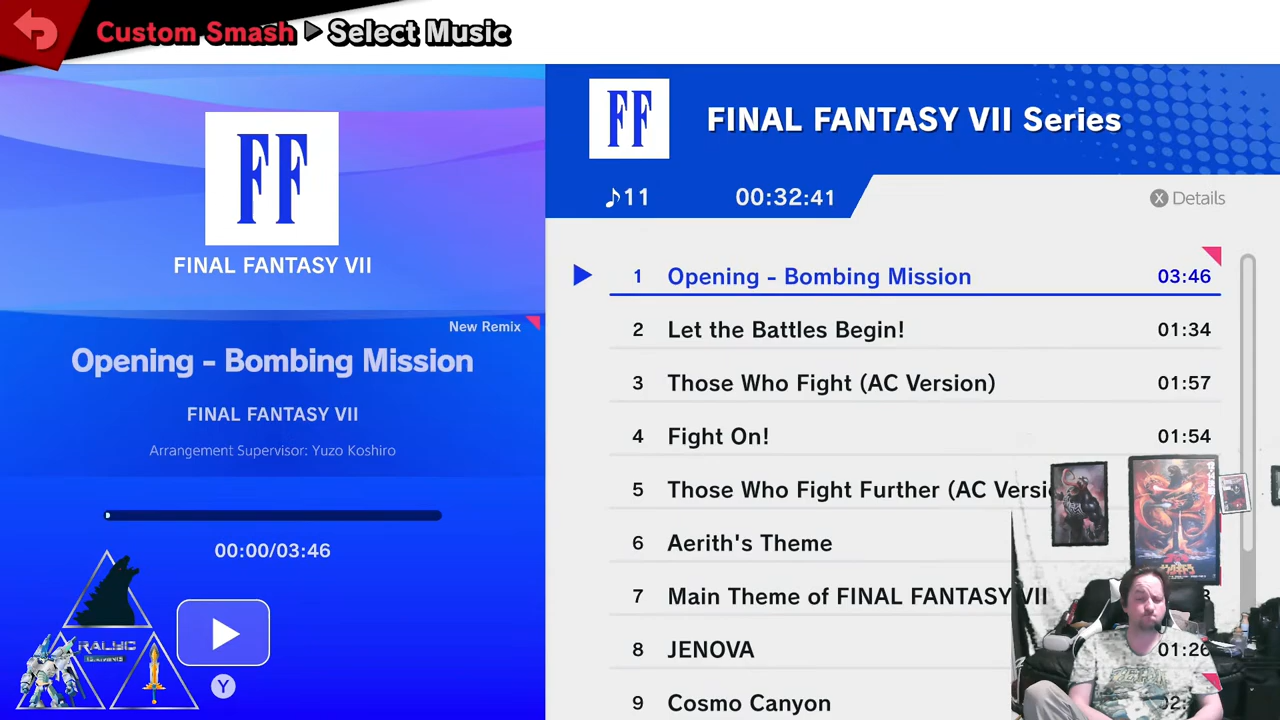 Custom Smash ▶ Select Music
FF
FINAL FANTASY VII
New Remix
Opening - Bombing Mission
FINAL FANTASY VII
Arrangement Supervisor: Yuzo Koshiro
00:00/03:46
Y
RALYIC
FF
FINAL FANTASY VII Series
♪11 00:32:41
X Details
1 Opening - Bombing Mission 03:46
2 Let the Battles Begin! 01:34
3 Those Who Fight (AC Version) 01:57
4 Fight On! 01:54
5 Those Who Fight Further (AC Versi
6 Aerith's Theme
7 Main Theme of FINAL FANTASY VII
8 JENOVA 01:26
9 Cosmo Canyon